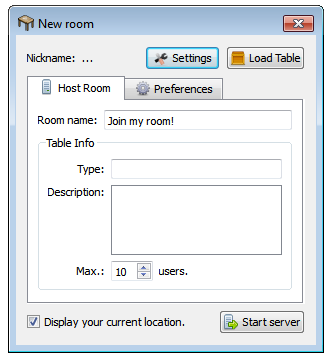 New room
Nickname: ... Settings Load Table
Host Room Preferences
Room name: Join my room!
Table Info
Type:
Description:
Max.: 10 users.
Display your current location. Start server